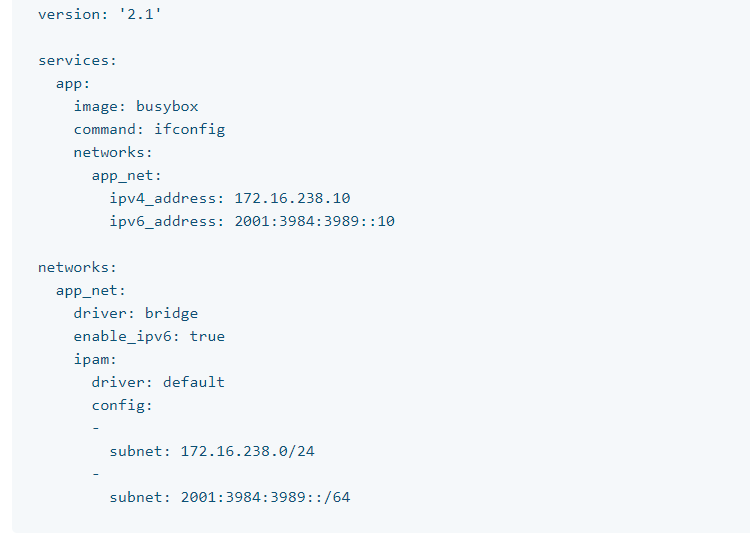 version: '2.1'

services:
  app:
    image: busybox
    command: ifconfig
    networks:
      app_net:
        ipv4_address: 172.16.238.10
        ipv6_address: 2001:3984:3989::10

networks:
  app_net:
    driver: bridge
    enable_ipv6: true
    ipam:
      driver: default
      config:
      -
        subnet: 172.16.238.0/24
      -
        subnet: 2001:3984:3989::/64